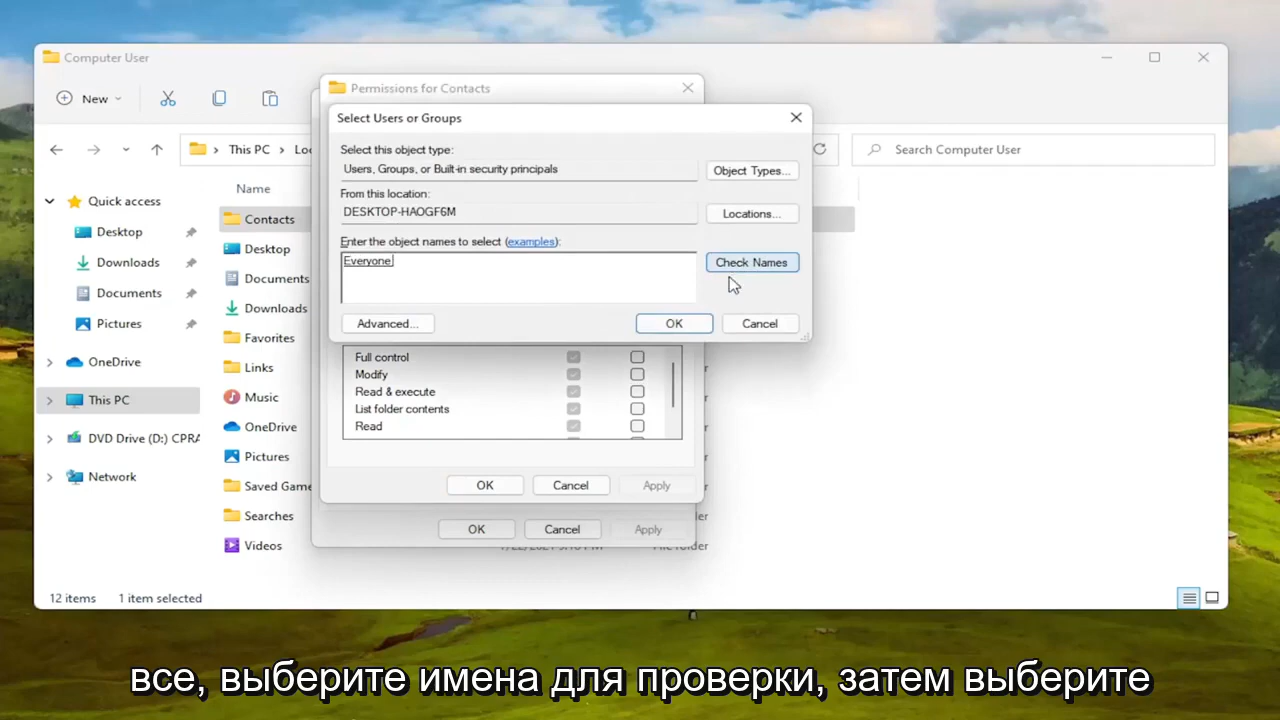 Computer User
New
Permissions for Contacts
Select Users or Groups
Select this object type:
Users, Groups, or Built-in security principals
Object Types...
From this location:
DESKTOP-HAOGF6M
Locations...
Enter the object names to select (examples):
Everyone
Check Names
Advanced...
OK
Cancel
This PC
Search Computer User
Name
Quick access
Desktop
Downloads
Documents
Pictures
OneDrive
This PC
DVD Drive (D:) CPRA
Network
Contacts
Desktop
Documents
Downloads
Favorites
Links
Music
OneDrive
Pictures
Saved Game
Searches
Videos
Full control
Modify
Read & execute
List folder contents
Read
OK
Cancel
Apply
OK
Cancel
Apply
12 items
1 item selected
все, выберите имена для проверки, затем выберите